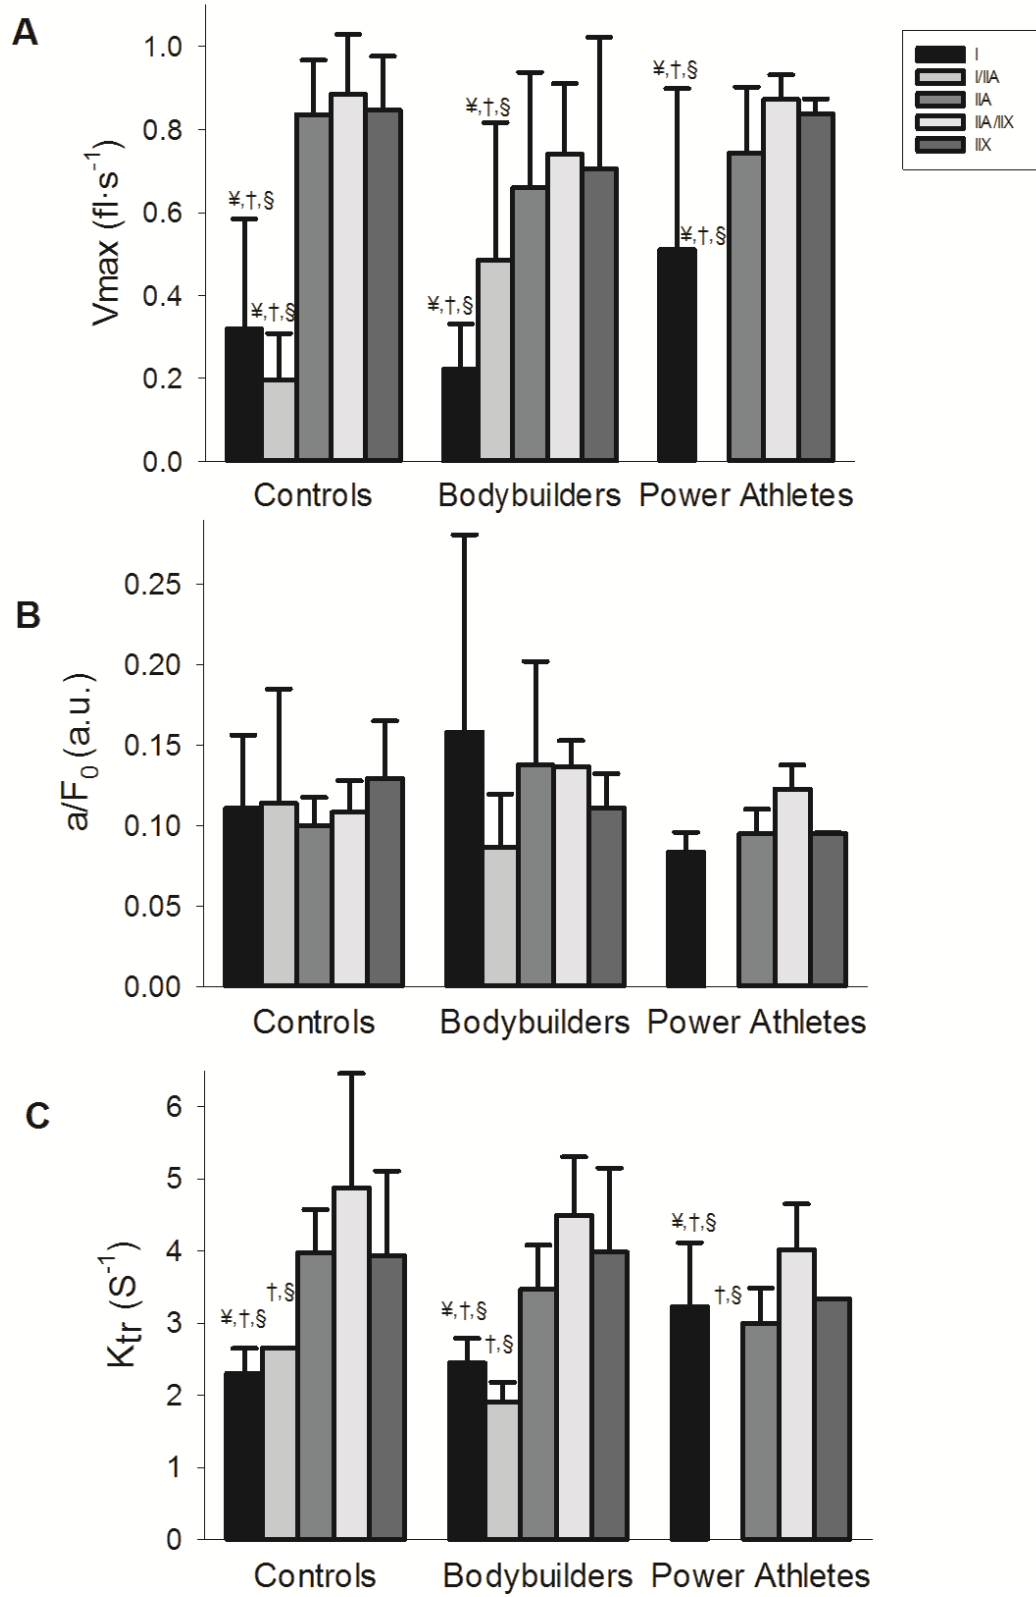 A
Vmax (fl·s⁻¹)
1.0
0.8
0.6
0.4
0.2
0.0
¥,†,§
¥,†,§
¥,†,§
¥,†,§
¥,†,§
¥,†,§
Controls
Bodybuilders
Power Athletes
I
I/IIA
IIA
IIA/IIX
IIX
B
a/F₀ (a.u.)
0.25
0.20
0.15
0.10
0.05
0.00
Controls
Bodybuilders
Power Athletes
C
Ktr (S⁻¹)
6
5
4
3
2
1
0
¥,†,§
†,§
¥,†,§
†,§
¥,†,§
†,§
Controls
Bodybuilders
Power Athletes